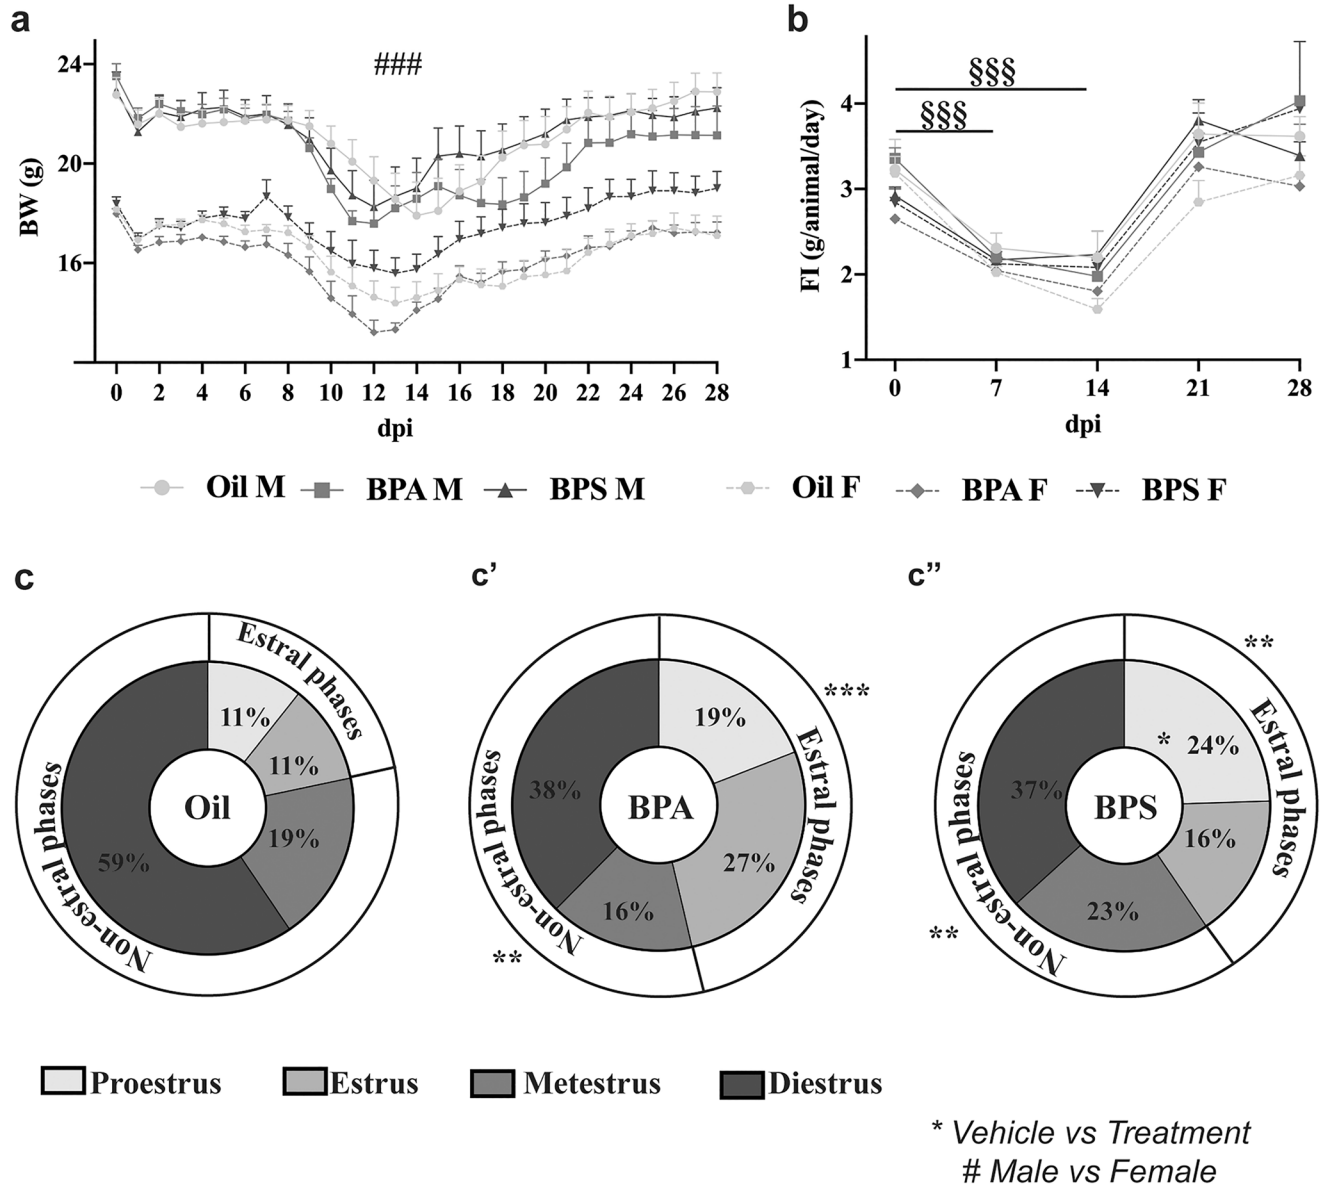 a
b
###
24
20
16
BW (g)
0 2 4 6 8 10 12 14 16 18 20 22 24 26 28
dpi
§§§
§§§
4
3
2
1
FI (g/animal/day)
0 7 14 21 28
dpi
Oil M BPA M BPS M Oil F BPA F BPS F
c
Estral phases
Non-estral phases
11%
11%
19%
59%
Oil
c’
***
Estral phases
Non-estral phases
**
19%
27%
16%
38%
BPA
c”
**
Estral phases
Non-estral phases
**
* 24%
16%
23%
37%
BPS
Proestrus Estrus Metestrus Diestrus
* Vehicle vs Treatment
# Male vs Female